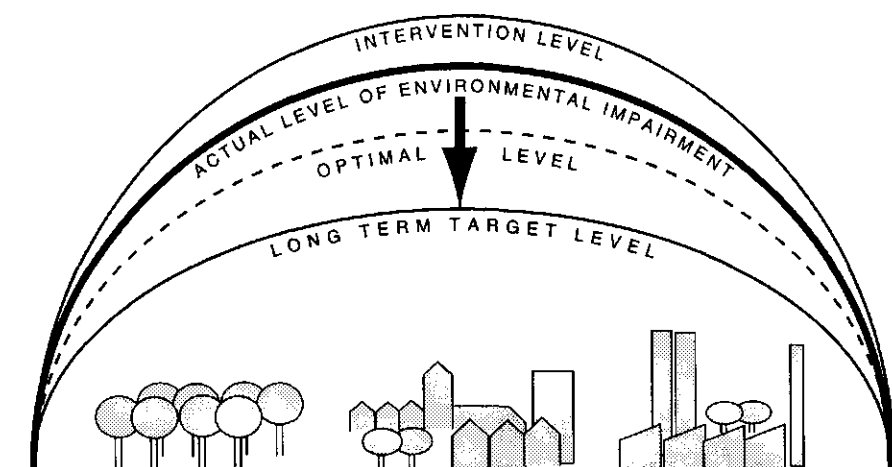 INTERVENTION LEVEL
ACTUAL LEVEL OF ENVIRONMENTAL IMPAIRMENT
OPTIMAL LEVEL
LONG TERM TARGET LEVEL